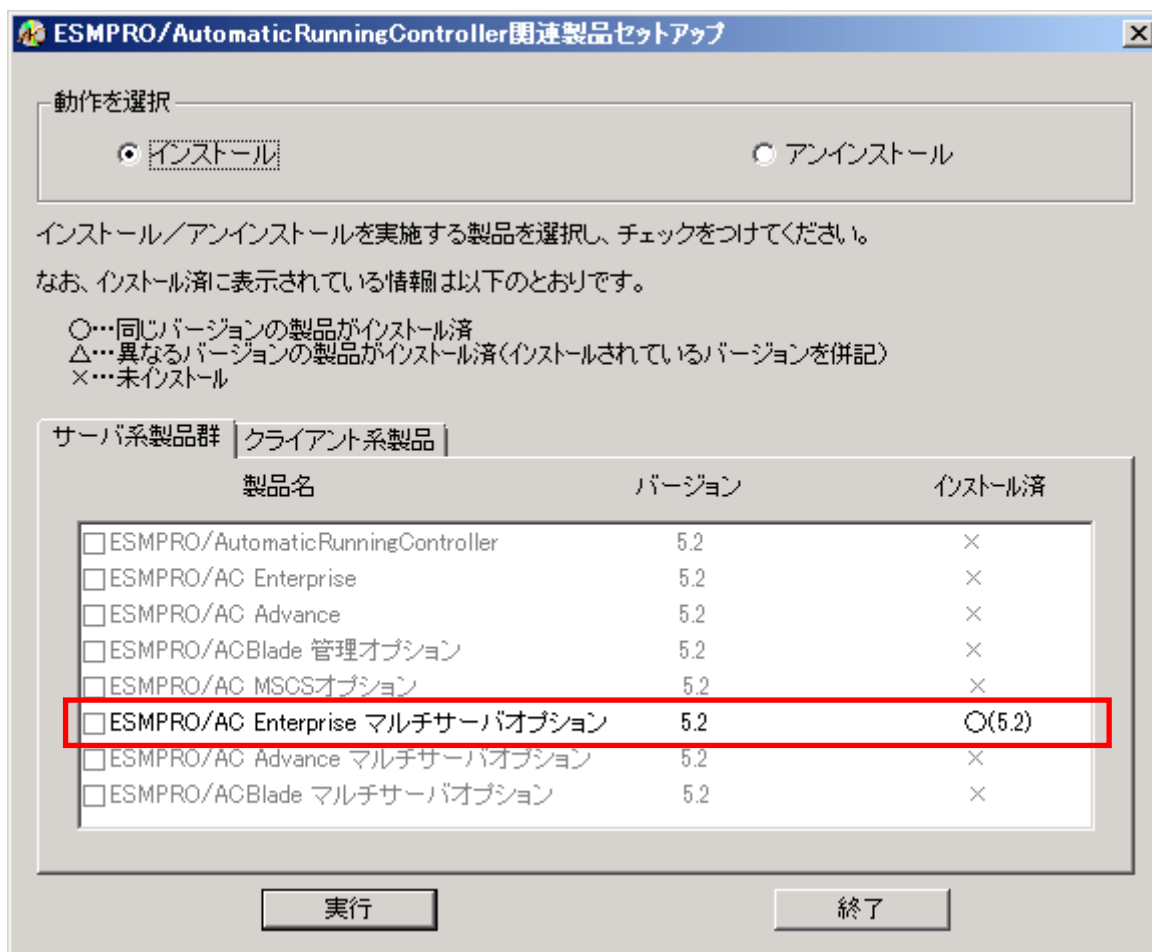 ESMPRO/AutomaticRunningController関連製品セットアップ
動作を選択
インストール アンインストール
インストール／アンインストールを実施する製品を選択し、チェックをつけてください。
なお、インストール済に表示されている情報は以下のとおりです。
○…同じバージョンの製品がインストール済
△…異なるバージョンの製品がインストール済(インストールされているバージョンを併記)
×…未インストール
サーバ系製品群 クライアント系製品
製品名 バージョン インストール済
ESMPRO/AutomaticRunningController 5.2 ×
ESMPRO/AC Enterprise 5.2 ×
ESMPRO/AC Advance 5.2 ×
ESMPRO/ACBlade 管理オプション 5.2 ×
ESMPRO/AC MSCSオプション 5.2 ×
ESMPRO/AC Enterprise マルチサーバオプション 5.2 ○(5.2)
ESMPRO/AC Advance マルチサーバオプション 5.2 ×
ESMPRO/ACBlade マルチサーバオプション 5.2 ×
実行 終了